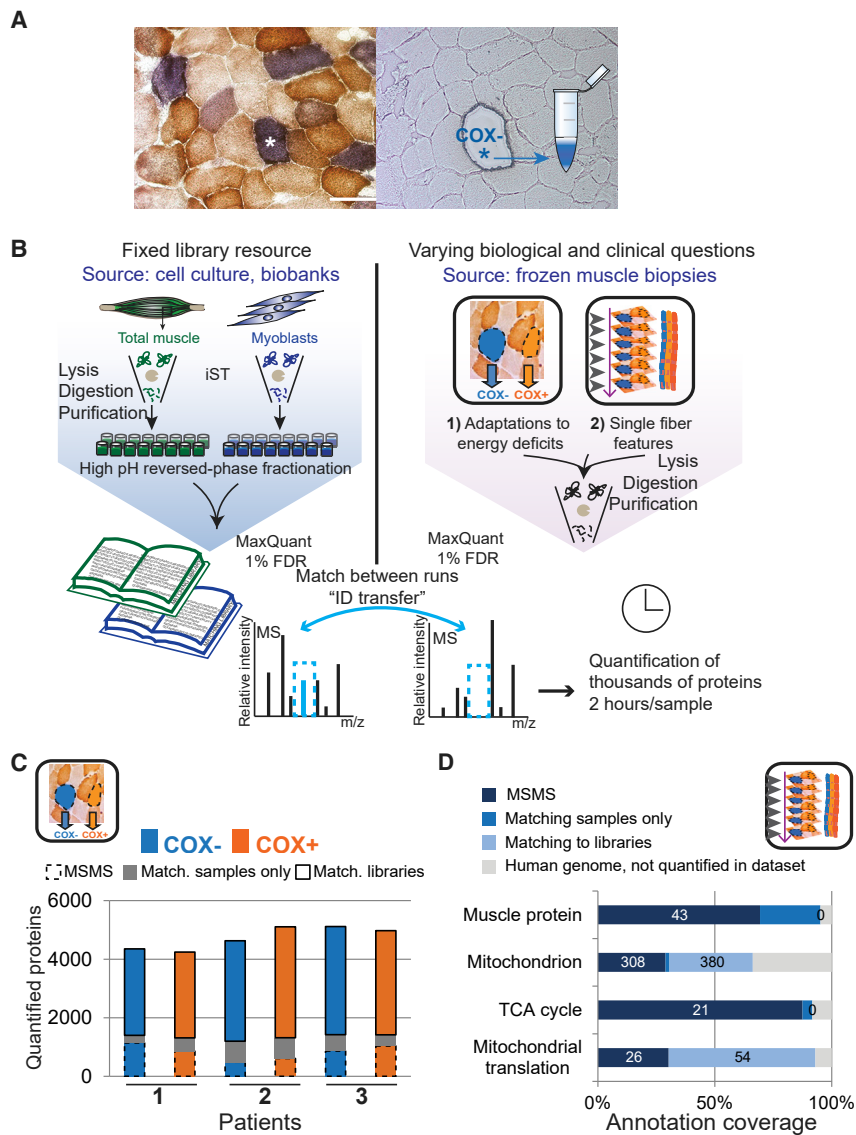 A
COX-
*
*
B
Fixed library resource
Source: cell culture, biobanks
Varying biological and clinical questions
Source: frozen muscle biopsies
Total muscle
Myoblasts
Lysis
Digestion
Purification
iST
High pH reversed-phase fractionation
COX- COX+
1) Adaptations to
energy deficits
2) Single fiber
features
Lysis
Digestion
Purification
MaxQuant
1% FDR
MaxQuant
1% FDR
Match between runs
“ID transfer”
MS
Relative intensity
m/z
MS
Relative intensity
m/z
Quantification of
thousands of proteins
2 hours/sample
C
COX- COX+
COX- COX+
MSMS Match. samples only Match. libraries
Quantified proteins
6000
4000
2000
0
1 2 3
Patients
D
MSMS
Matching samples only
Matching to libraries
Human genome, not quantified in dataset
Muscle protein 43 0
Mitochondrion 308 380
TCA cycle 21 0
Mitochondrial
translation 26 54
0% 50% 100%
Annotation coverage